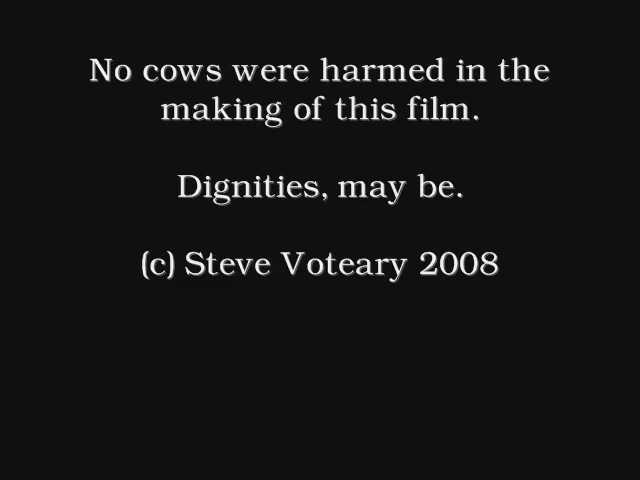 No cows were harmed in the
making of this film.
Dignities, may be.
(c) Steve Voteary 2008